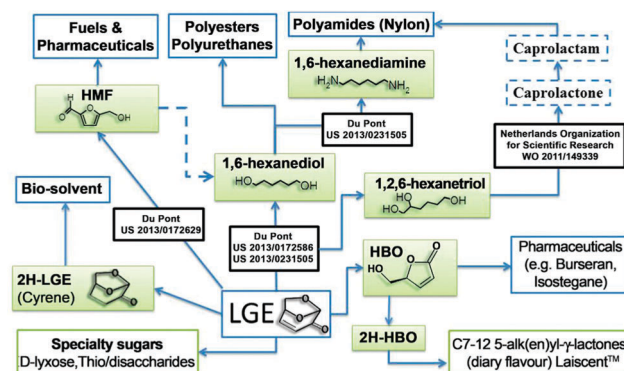 Fuels &
Pharmaceuticals
Polyesters
Polyurethanes
Polyamides (Nylon)
Caprolactam
1,6-hexanediamine
H₂N
NH₂
HMF
H
O
O
OH
Caprolactone
Du Pont
US 2013/0231505
Netherlands Organization
for Scientific Research
WO 2011/149339
1,6-hexanediol
HO
OH
1,2,6-hexanetriol
HO
OH
OH
Bio-solvent
Du Pont
US 2013/0172629
Du Pont
US 2013/0172586
US 2013/0231505
HBO
HO
O
O
Pharmaceuticals
(e.g. Burseran,
Isostegane)
2H-LGE
(Cyrene)
O
O
O
LGE
O
O
O
2H-HBO
Specialty sugars
D-lyxose,Thio/disaccharides
C7-12 5-alk(en)yl-γ-lactones
(diary flavour) Laiscent™